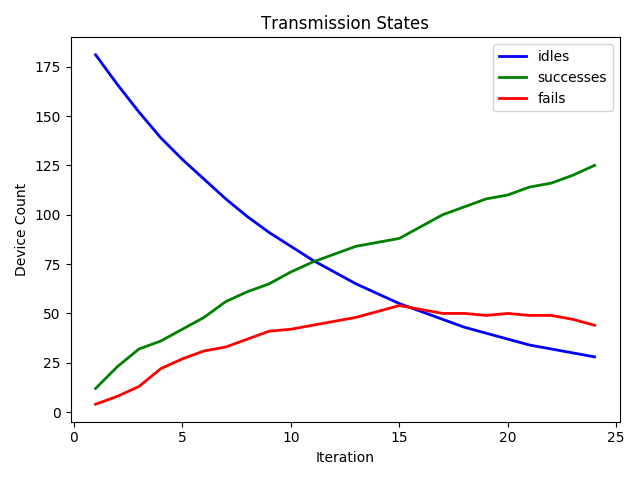 Transmission States
idles
successes
fails
Device Count
175
150
125
100
75
50
25
0
0 5 10 15 20 25
Iteration